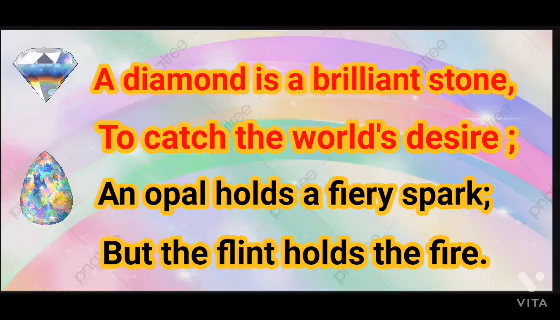 A diamond is a brilliant stone,
To catch the world's desire ;
An opal holds a fiery spark;
But the flint holds the fire.
VITA